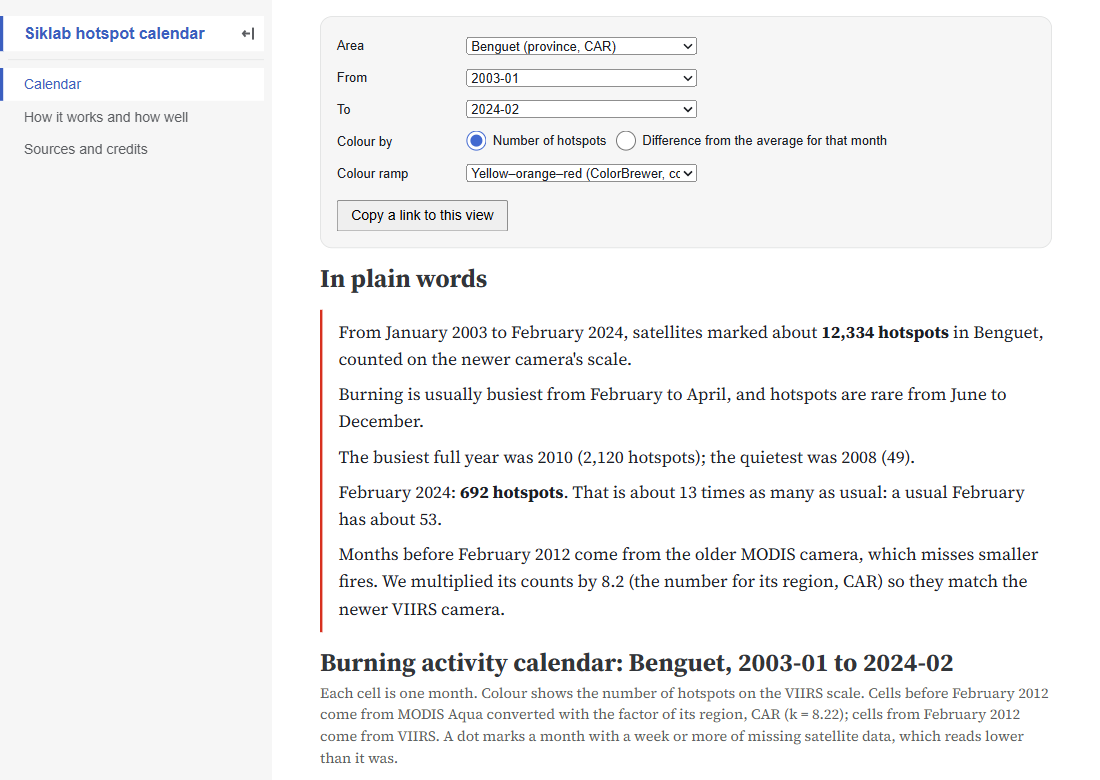 Siklab hotspot calendar
Calendar
How it works and how well
Sources and credits
Area
Benguet (province, CAR)
From
2003-01
To
2024-02
Colour by
Number of hotspots
Difference from the average for that month
Colour ramp
Yellow–orange–red (ColorBrewer, cc
Copy a link to this view
In plain words
From January 2003 to February 2024, satellites marked about 12,334 hotspots in Benguet,
counted on the newer camera's scale.
Burning is usually busiest from February to April, and hotspots are rare from June to
December.
The busiest full year was 2010 (2,120 hotspots); the quietest was 2008 (49).
February 2024: 692 hotspots. That is about 13 times as many as usual: a usual February
has about 53.
Months before February 2012 come from the older MODIS camera, which misses smaller
fires. We multiplied its counts by 8.2 (the number for its region, CAR) so they match the
newer VIIRS camera.
Burning activity calendar: Benguet, 2003-01 to 2024-02
Each cell is one month. Colour shows the number of hotspots on the VIIRS scale. Cells before February 2012
come from MODIS Aqua converted with the factor of its region, CAR (k = 8.22); cells from February 2012
come from VIIRS. A dot marks a month with a week or more of missing satellite data, which reads lower
than it was.